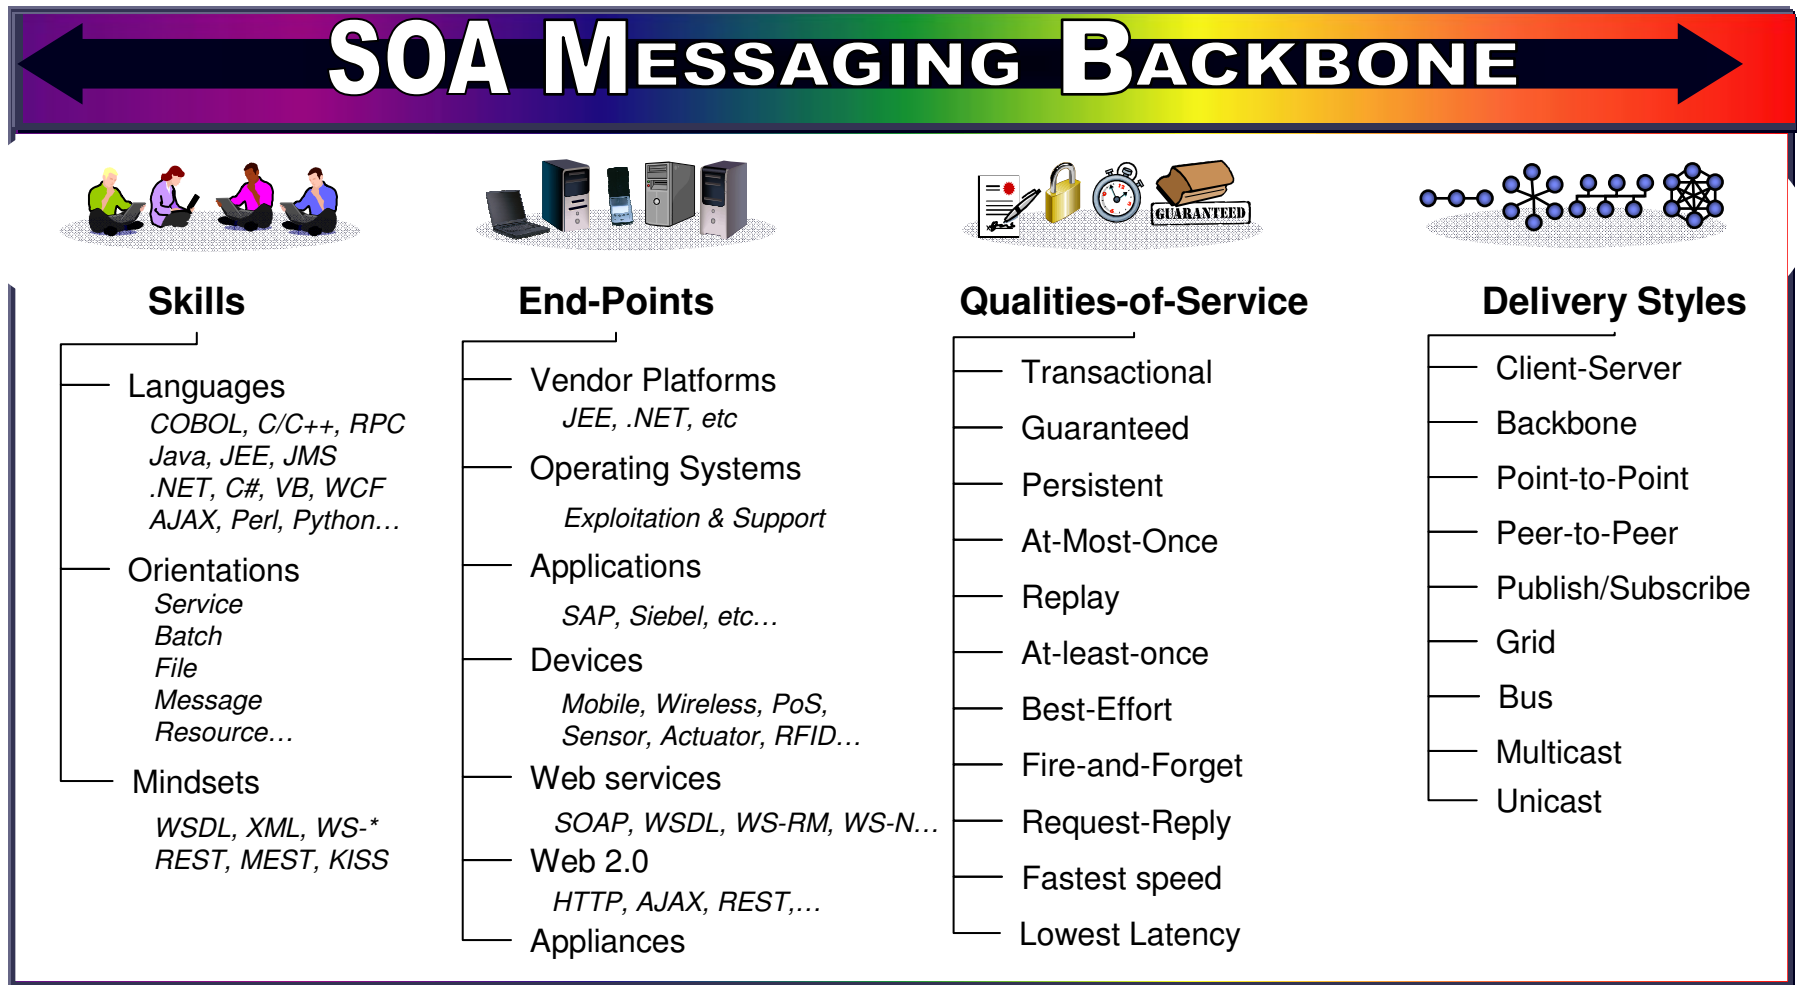 SOA MESSAGING BACKBONE
GUARANTEED
Skills
Languages
COBOL, C/C++, RPC
Java, JEE, JMS
.NET, C#, VB, WCF
AJAX, Perl, Python…
Orientations
Service
Batch
File
Message
Resource…
Mindsets
WSDL, XML, WS-*
REST, MEST, KISS
End-Points
Vendor Platforms
JEE, .NET, etc
Operating Systems
Exploitation & Support
Applications
SAP, Siebel, etc…
Devices
Mobile, Wireless, PoS,
Sensor, Actuator, RFID…
Web services
SOAP, WSDL, WS-RM, WS-N…
Web 2.0
HTTP, AJAX, REST,…
Appliances
Qualities-of-Service
Transactional
Guaranteed
Persistent
At-Most-Once
Replay
At-least-once
Best-Effort
Fire-and-Forget
Request-Reply
Fastest speed
Lowest Latency
Delivery Styles
Client-Server
Backbone
Point-to-Point
Peer-to-Peer
Publish/Subscribe
Grid
Bus
Multicast
Unicast